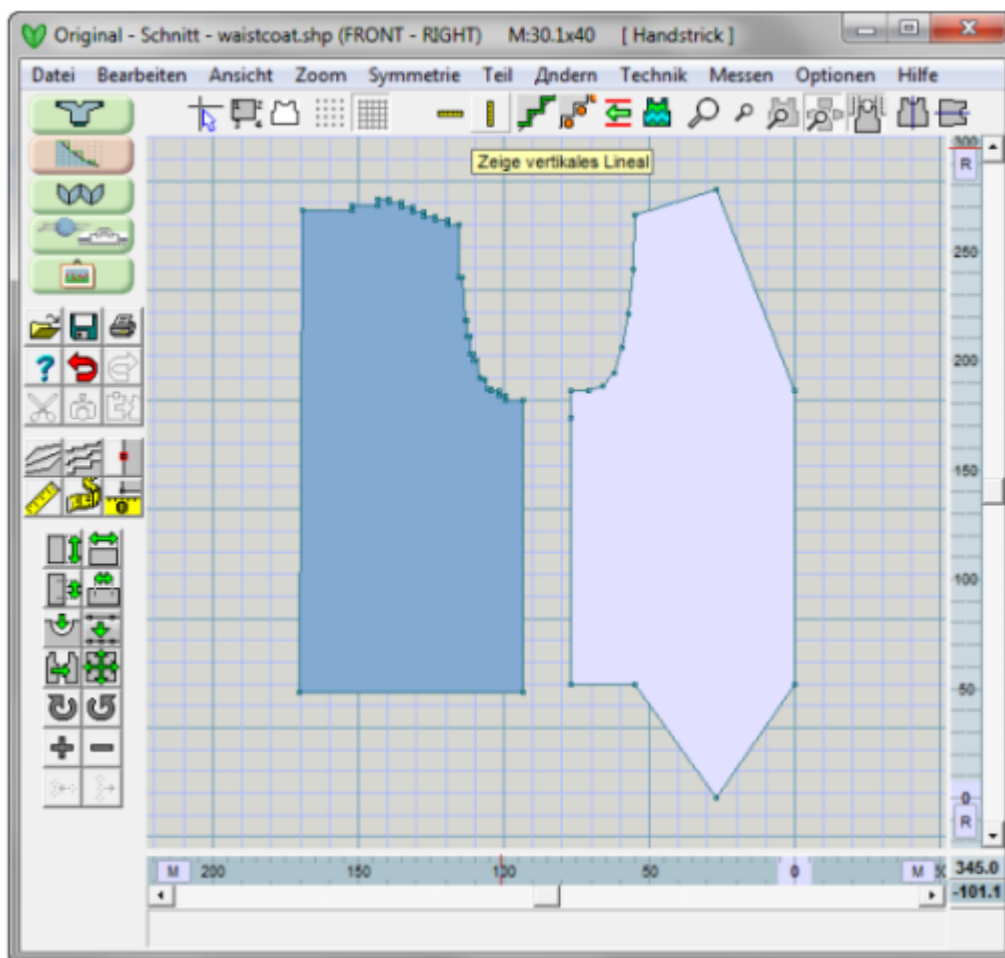 Original - Schnitt - waistcoat.shp (FRONT - RIGHT) M:30.1x40 [ Handstrick ]
Datei Bearbeiten Ansicht Zoom Symmetrie Teil Дndern Technik Messen Optionen Hilfe
Zeige vertikales Lineal
300
R
250
200
150
100
50
0
R
M 200 150 100 50 0 M
345.0
-101.1